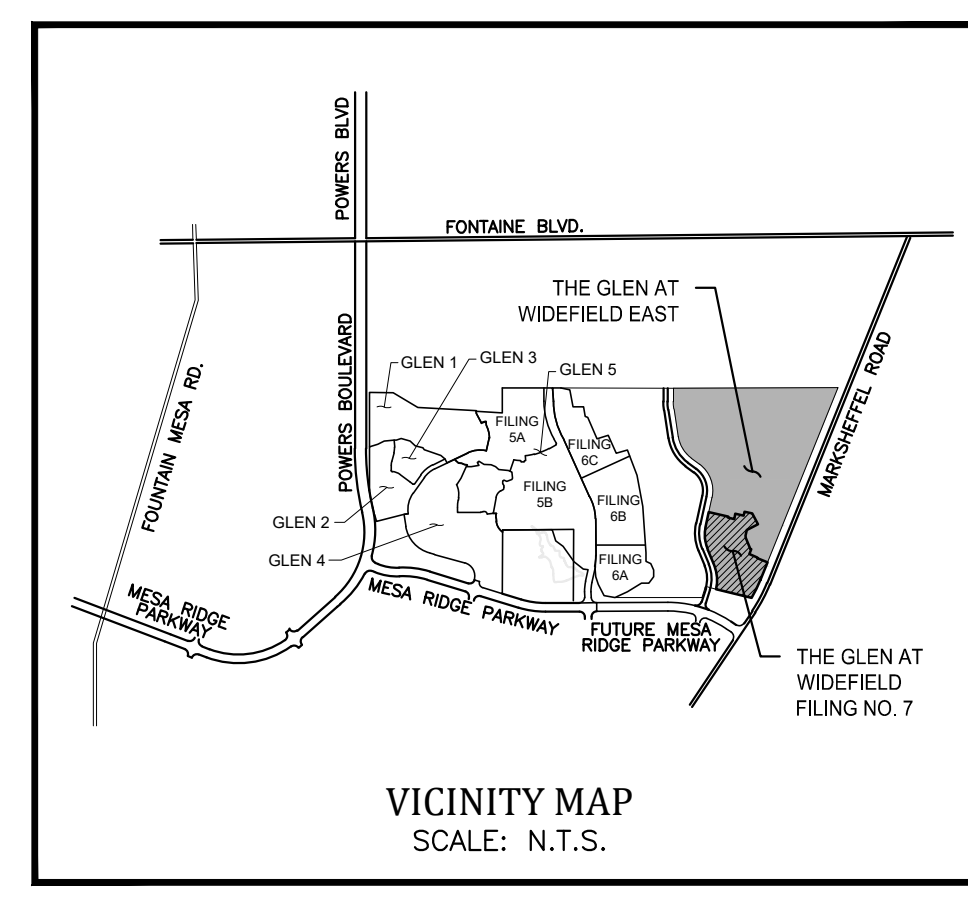 POWERS BLVD
FONTAINE BLVD.
THE GLEN AT
WIDEFIELD EAST
FOUNTAIN MESA RD.
POWERS BOULEVARD
MARKSHEFFEL ROAD
GLEN 1
GLEN 3
GLEN 5
FILING
5A
FILING
6C
FILING
5B
FILING
6B
GLEN 2
GLEN 4
FILING
6A
MESA RIDGE
PARKWAY
MESA RIDGE PARKWAY
FUTURE MESA
RIDGE PARKWAY
THE GLEN AT
WIDEFIELD
FILING NO. 7
VICINITY MAP
SCALE: N.T.S.